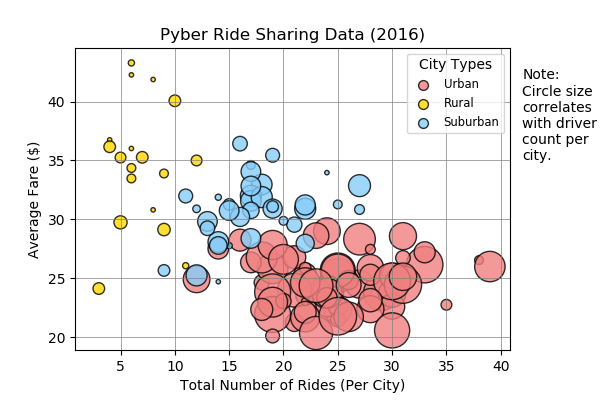 Pyber Ride Sharing Data (2016)
City Types
Urban
Rural
Suburban
Note:
Circle size
correlates
with driver
count per
city.
Average Fare ($)
40
35
30
25
20
5 10 15 20 25 30 35 40
Total Number of Rides (Per City)